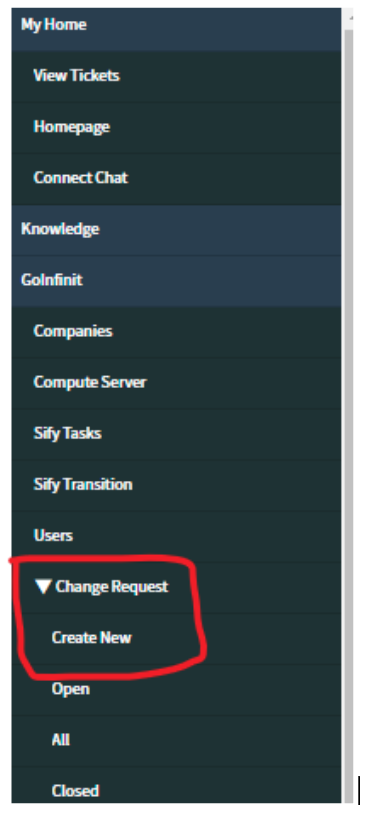 My Home
View Tickets
Homepage
Connect Chat
Knowledge
GoInfinit
Companies
Compute Server
Sify Tasks
Sify Transition
Users
▼ Change Request
Create New
Open
All
Closed